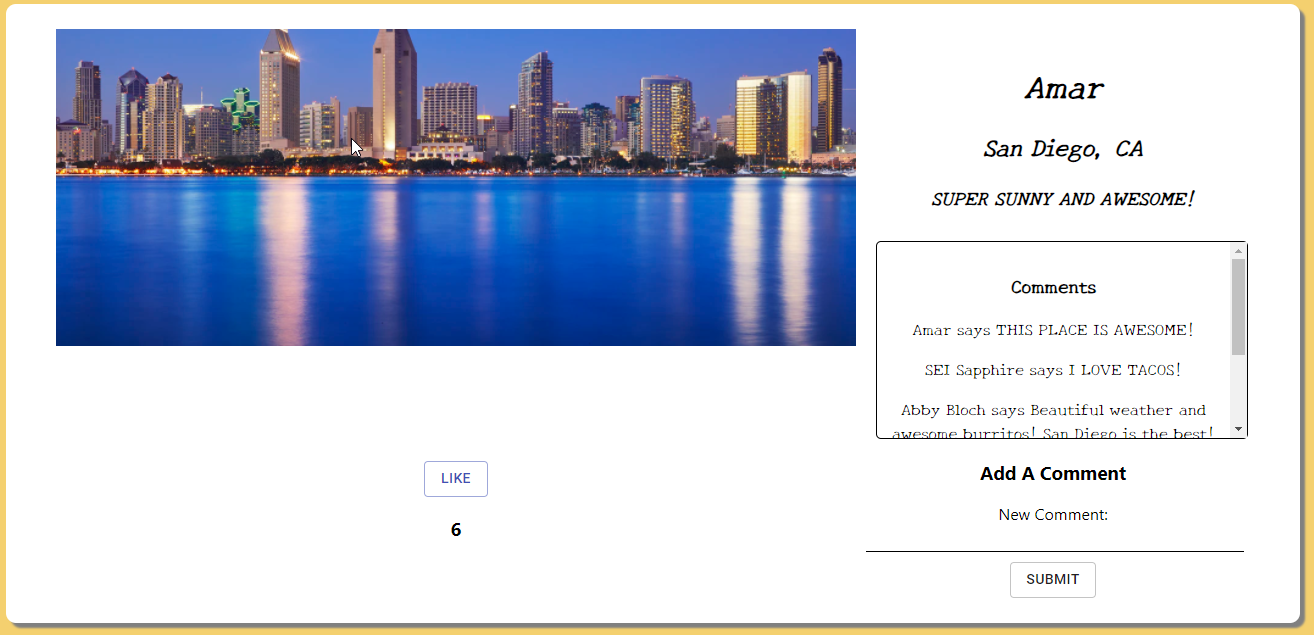 Amar
San Diego, CA
SUPER SUNNY AND AWESOME!
Comments
Amar says THIS PLACE IS AWESOME!
SEI Sapphire says I LOVE TACOS!
Abby Bloch says Beautiful weather and
awesome burritos! San Diego is the best!
LIKE
6
Add A Comment
New Comment:
SUBMIT